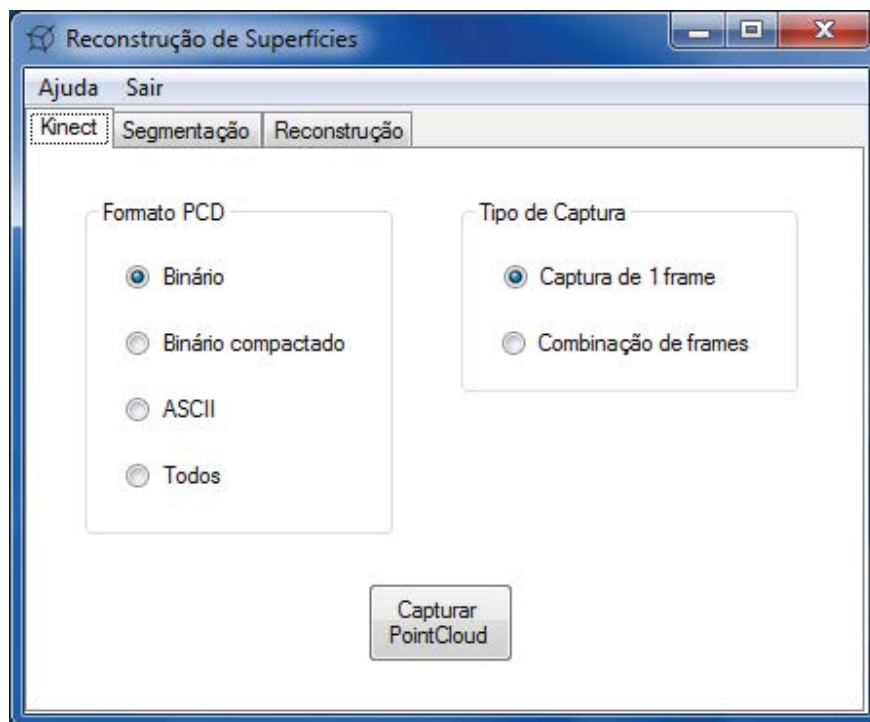 Reconstrução de Superfícies
Ajuda Sair
Kinect Segmentação Reconstrução
Formato PCD
Binário
Binário compactado
ASCII
Todos
Tipo de Captura
Captura de 1 frame
Combinação de frames
Capturar
PointCloud